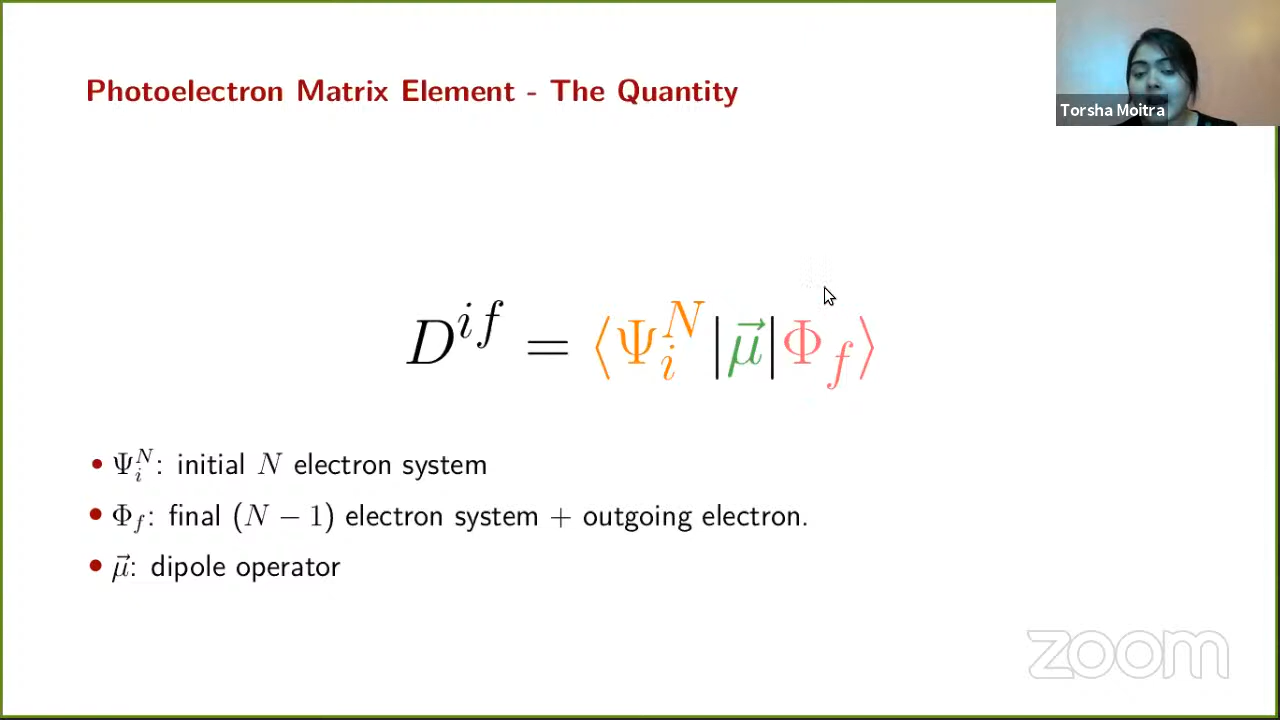 Photoelectron Matrix Element - The Quantity
Torsha Moitra
D^{if} = ⟨Ψ_i^N|μ⃗|Φ_f⟩
• Ψ_i^N: initial N electron system
• Φ_f: final (N − 1) electron system + outgoing electron.
• μ⃗: dipole operator
zoom